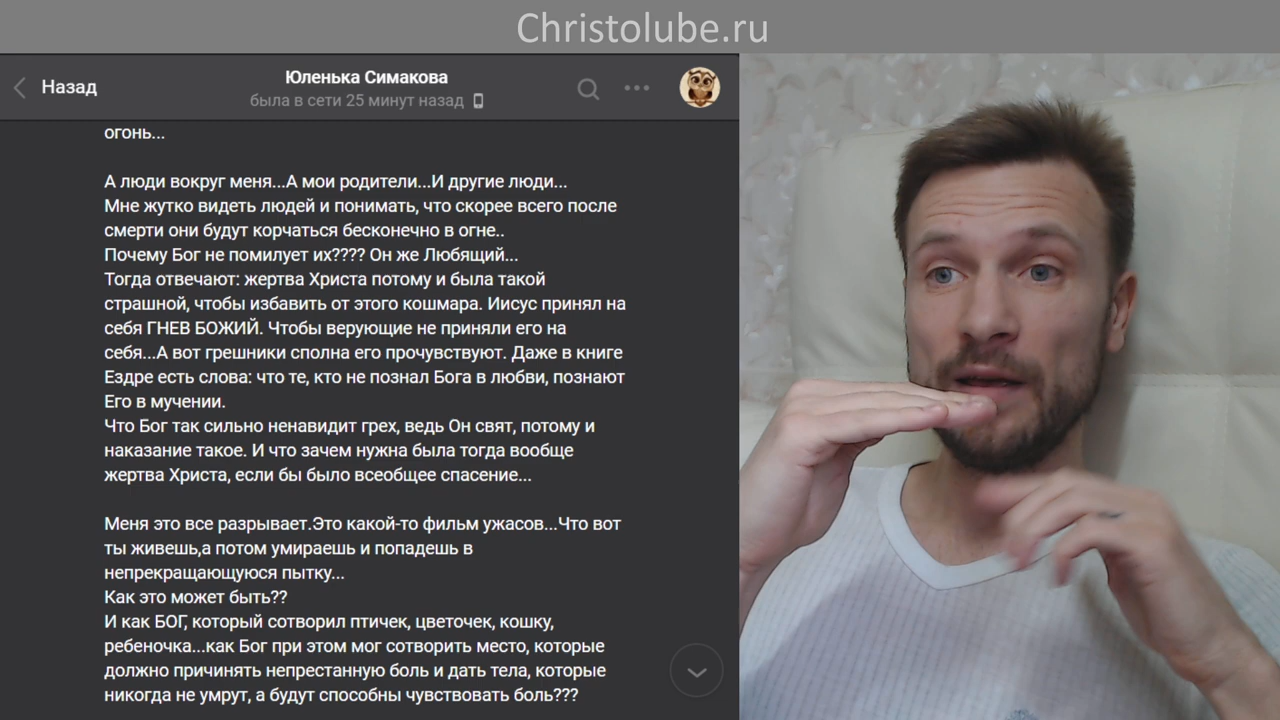 Christolube.ru
Назад
Юленька Симакова
была в сети 25 минут назад
огонь...
А люди вокруг меня...А мои родители...И другие люди...
Мне жутко видеть людей и понимать, что скорее всего после
смерти они будут корчаться бесконечно в огне..
Почему Бог не помилует их???? Он же Любящий...
Тогда отвечают: жертва Христа потому и была такой
страшной, чтобы избавить от этого кошмара. Иисус принял на
себя ГНЕВ БОЖИЙ. Чтобы верующие не приняли его на
себя...А вот грешники сполна его прочувствуют. Даже в книге
Ездре есть слова: что те, кто не познал Бога в любви, познают
Его в мучении.
Что Бог так сильно ненавидит грех, ведь Он свят, потому и
наказание такое. И что зачем нужна была тогда вообще
жертва Христа, если бы было всеобщее спасение...
Меня это все разрывает.Это какой-то фильм ужасов...Что вот
ты живешь,а потом умираешь и попадешь в
непрекращающуюся пытку...
Как это может быть??
И как БОГ, который сотворил птичек, цветочек, кошку,
ребеночка...как Бог при этом мог сотворить место, которые
должно причинять непрестанную боль и дать тела, которые
никогда не умрут, а будут способны чувствовать боль???